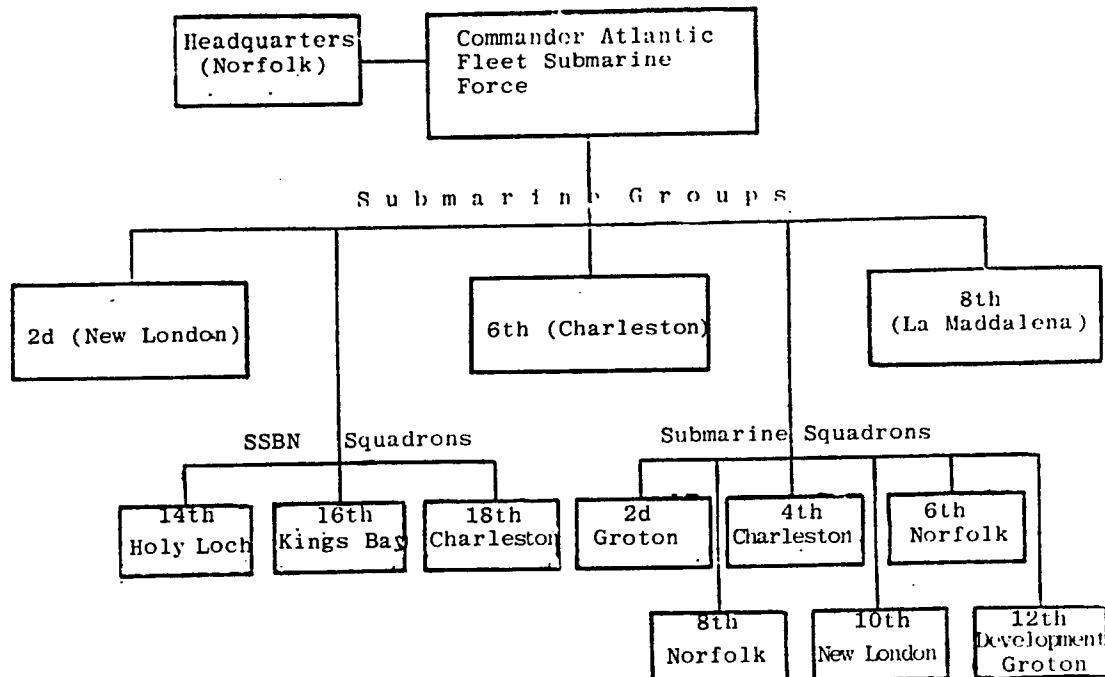 Headquarters
(Norfolk)
Commander Atlantic
Fleet Submarine
Force
Submarine Groups
2d (New London)
6th (Charleston)
8th
(La Maddalena)
SSBN Squadrons
Submarine Squadrons
14th
Holy Loch
16th
Kings Bay
18th
Charleston
2d
Groton
4th
Charleston
6th
Norfolk
8th
Norfolk
10th
New London
12th
Development
Groton